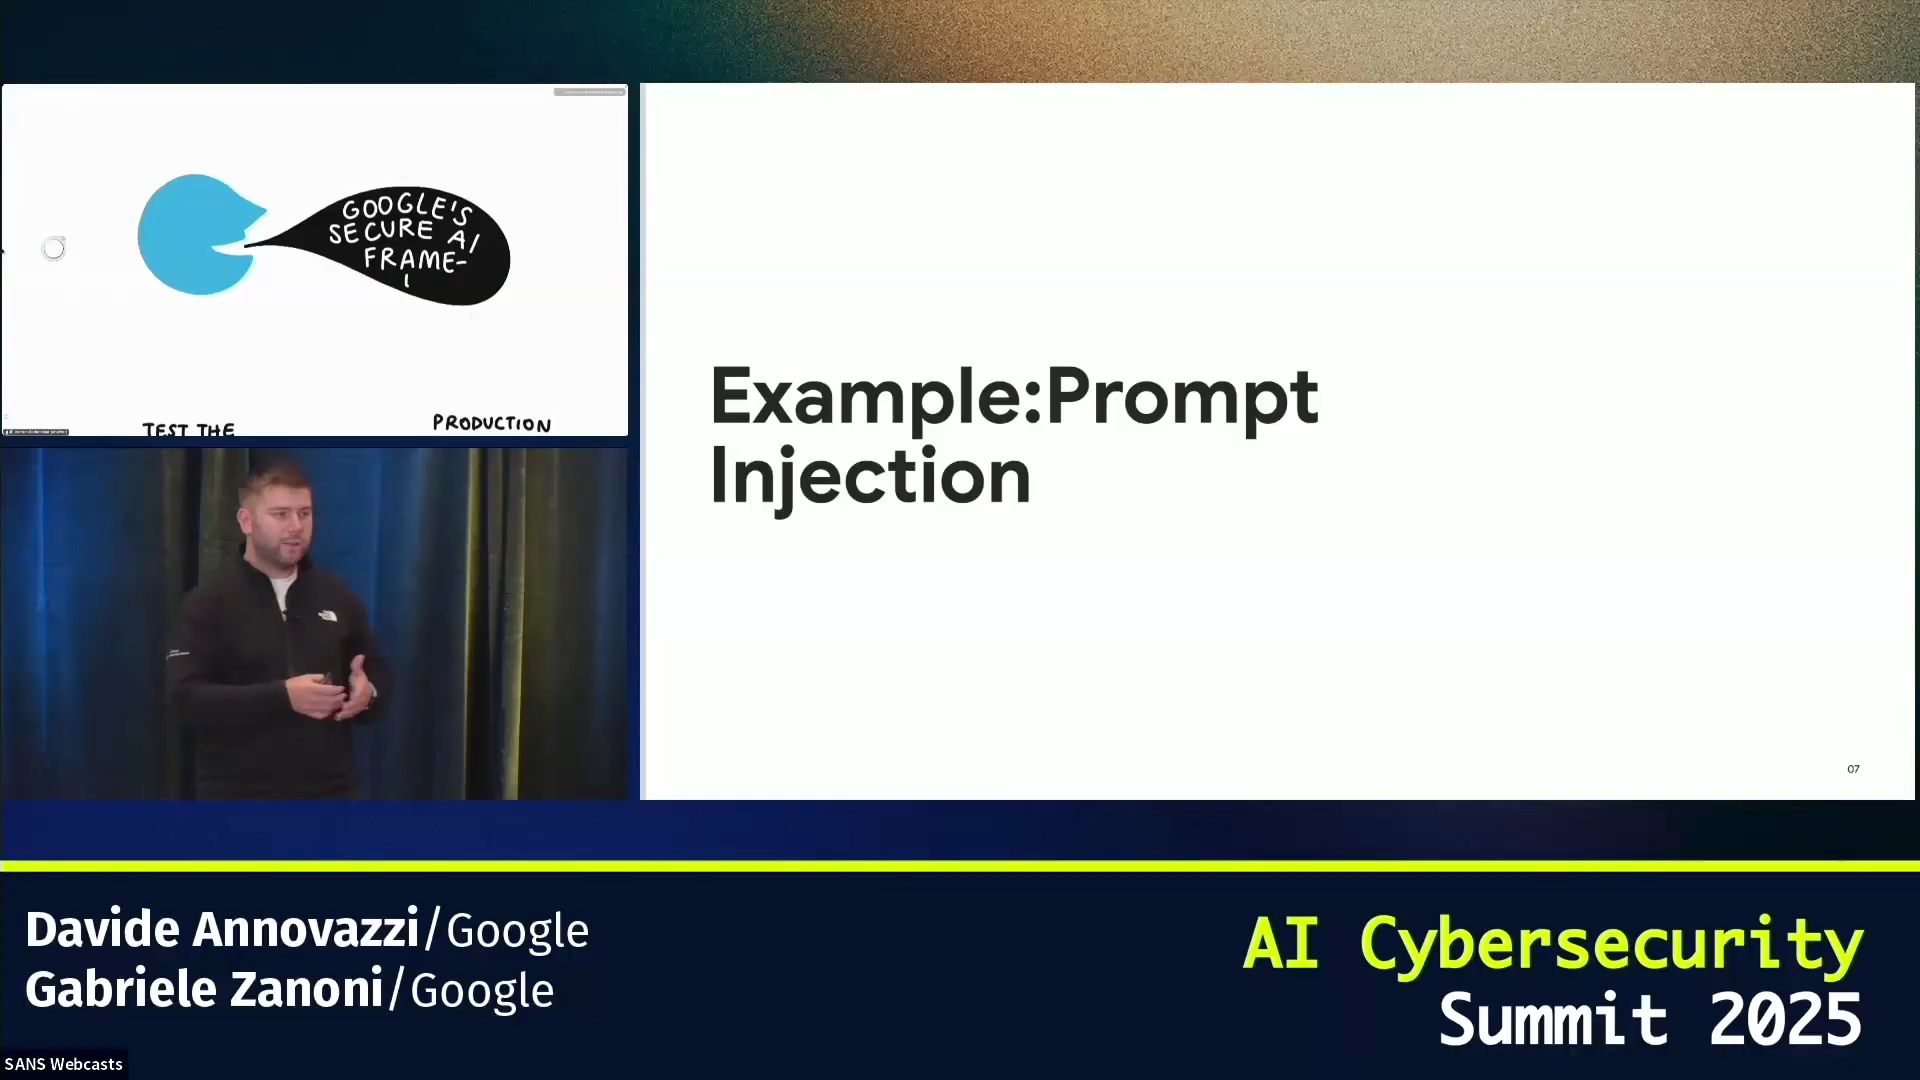 GOOGLE'S
SECURE AI
FRAME-
TEST THE
PRODUCTION
Example:Prompt
Injection
07
Davide Annovazzi/Google
Gabriele Zanoni/Google
AI Cybersecurity
Summit 2025
SANS Webcasts